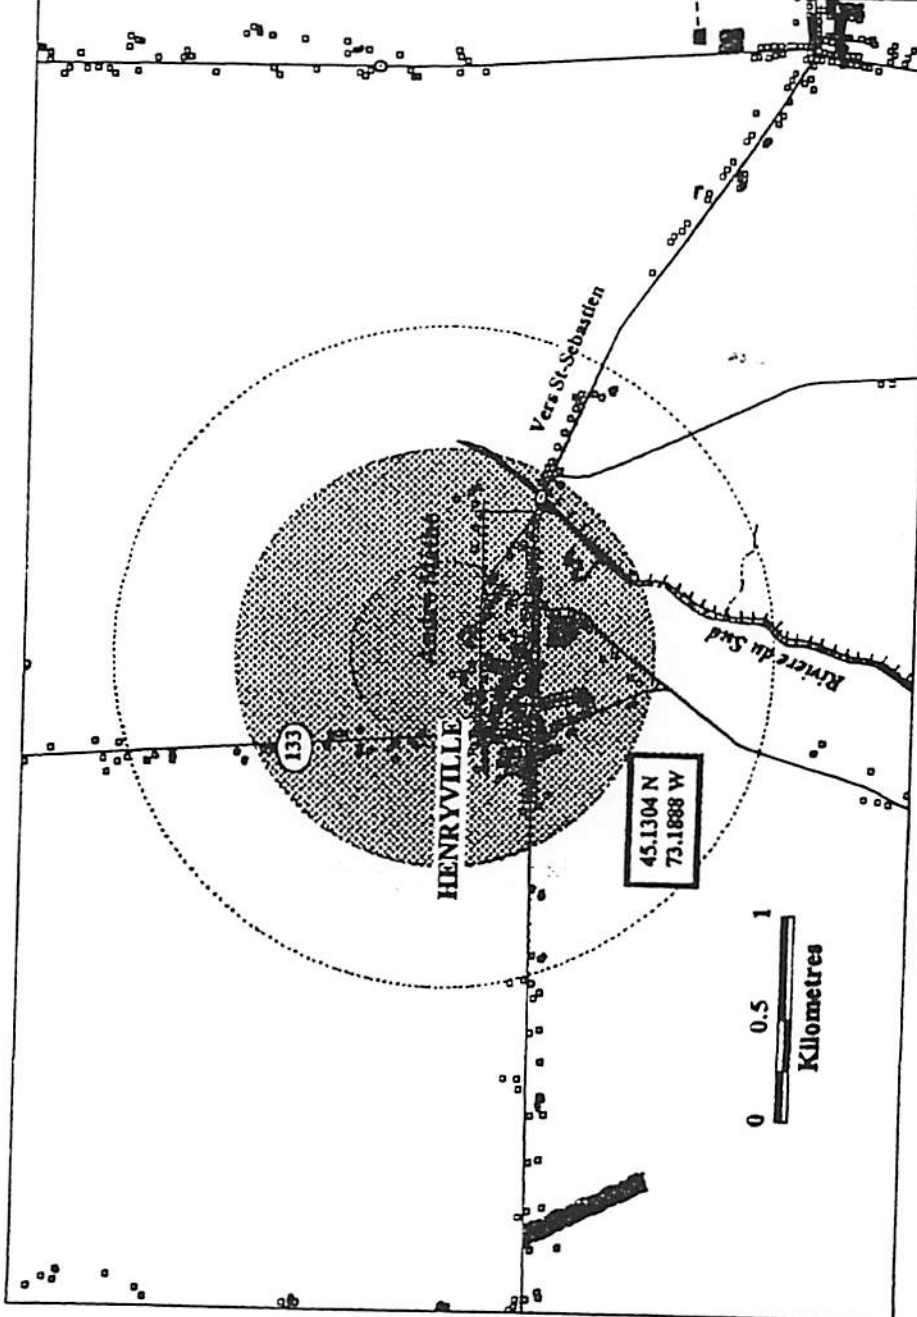 Vers St-Sebastien
HENRYVILLE
133
Riviere du Sud
45.1304 N
73.1888 W
0 0.5 1
Kilometres